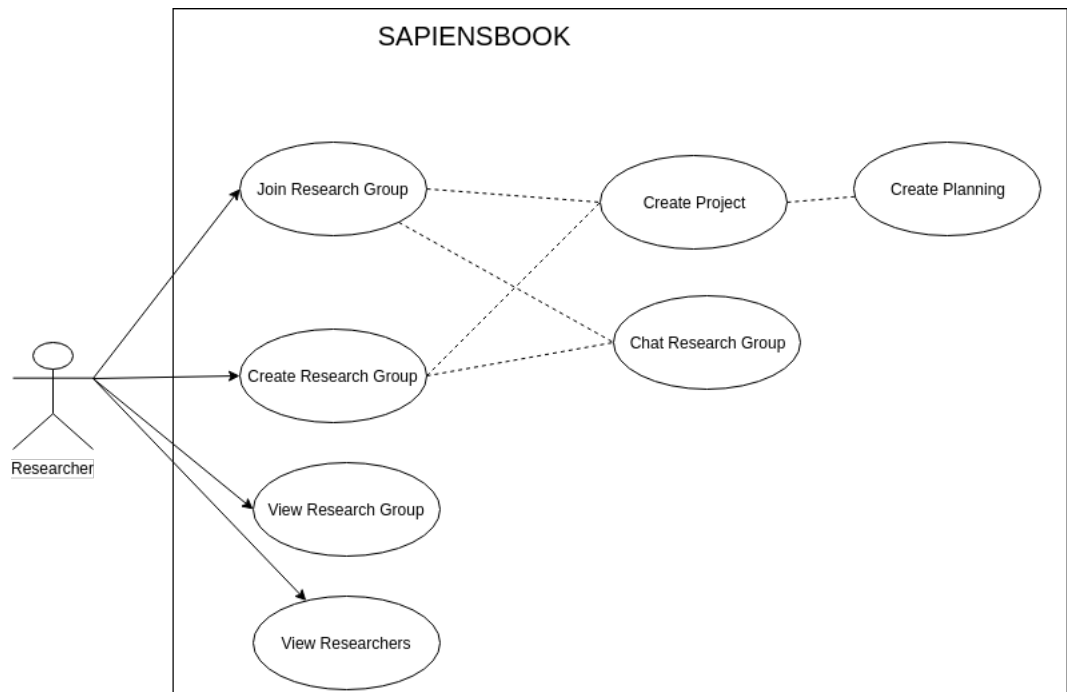 SAPIENSBOOK
Join Research Group
Create Project
Create Planning
Chat Research Group
Create Research Group
Researcher
View Research Group
View Researchers